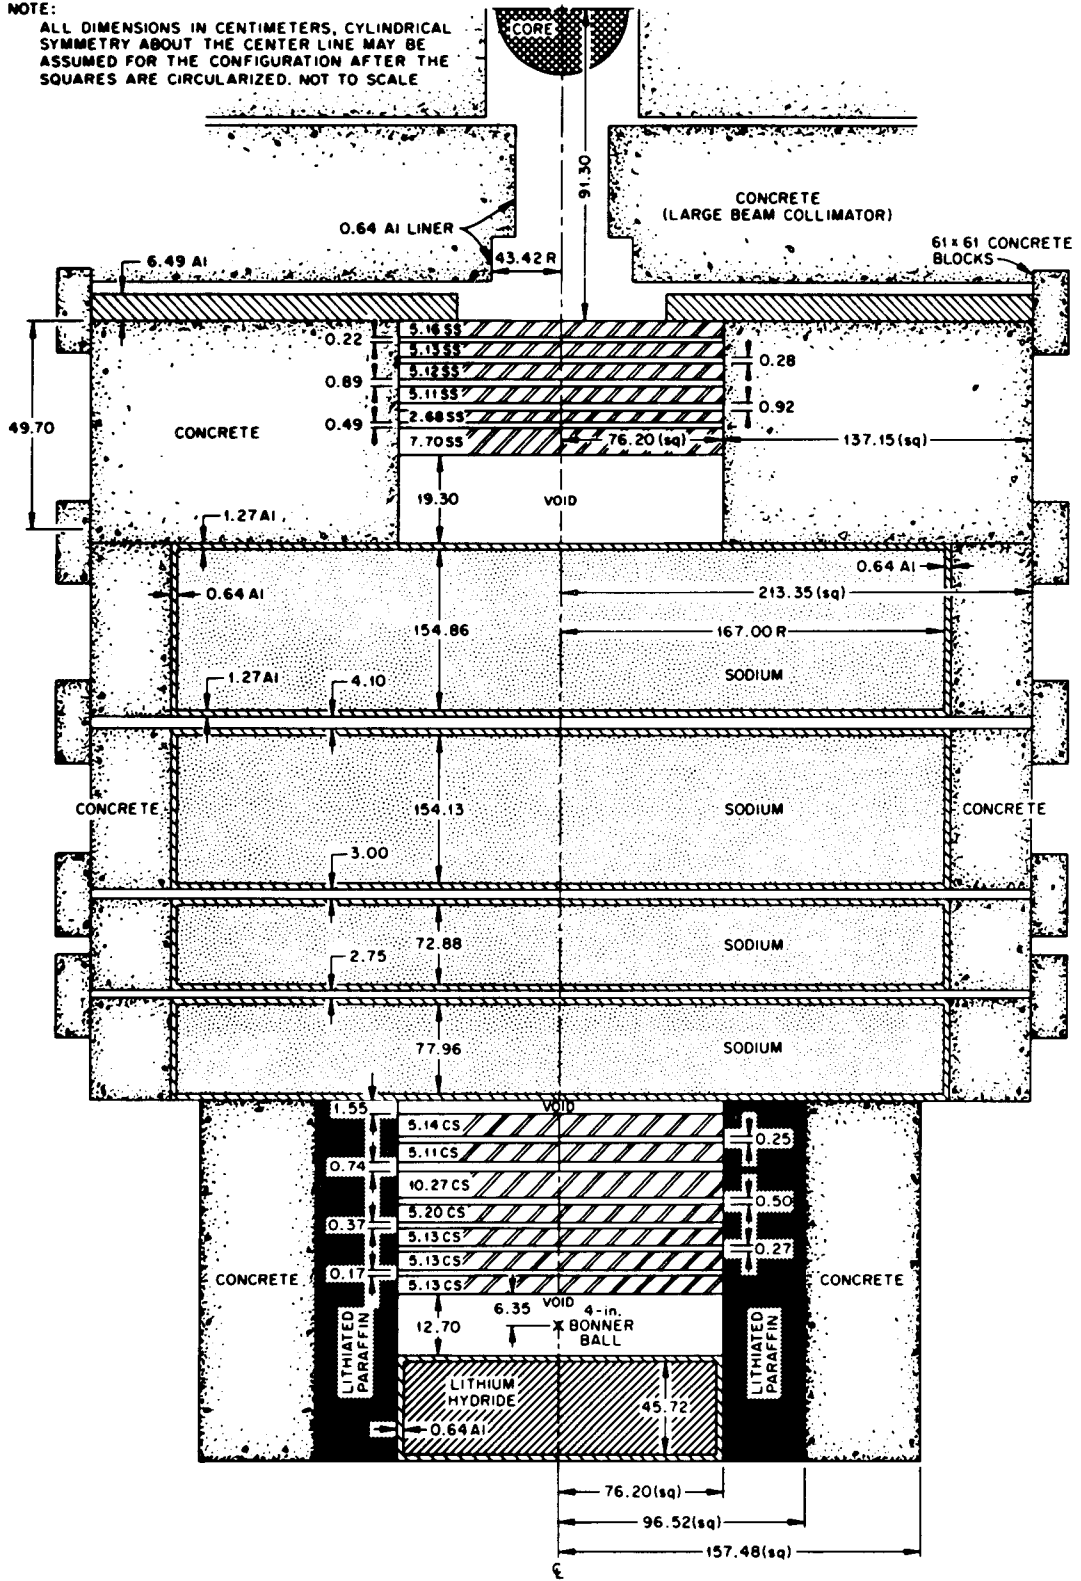 NOTE:
ALL DIMENSIONS IN CENTIMETERS, CYLINDRICAL
SYMMETRY ABOUT THE CENTER LINE MAY BE
ASSUMED FOR THE CONFIGURATION AFTER THE
SQUARES ARE CIRCULARIZED. NOT TO SCALE
CORE
91.30
CONCRETE
(LARGE BEAM COLLIMATOR)
0.64 Al LINER
61 x 61 CONCRETE
BLOCKS
43.42 R
6.49 Al
5.16 SS
0.22
5.13 SS
0.28
5.12 SS
0.89
5.11 SS
0.92
2.68 SS
0.49
7.70 SS
49.70
CONCRETE
76.20 (sq)
137.15 (sq)
19.30
VOID
1.27 Al
0.64 Al
0.64 Al
213.35 (sq)
154.86
167.00 R
SODIUM
1.27 Al
4.10
CONCRETE
154.13
SODIUM
CONCRETE
3.00
72.88
SODIUM
2.75
77.96
SODIUM
1.55
VOID
5.14 CS
0.25
5.11 CS
0.74
10.27 CS
0.50
5.20 CS
0.37
5.13 CS
0.27
5.13 CS
0.17
5.13 CS
CONCRETE
CONCRETE
VOID
6.35
4-in.
BONNER
BALL
12.70
LITHIATED
PARAFFIN
LITHIATED
PARAFFIN
LITHIUM
HYDRIDE
45.72
0.64 Al
76.20 (sq)
96.52 (sq)
157.48 (sq)
℄